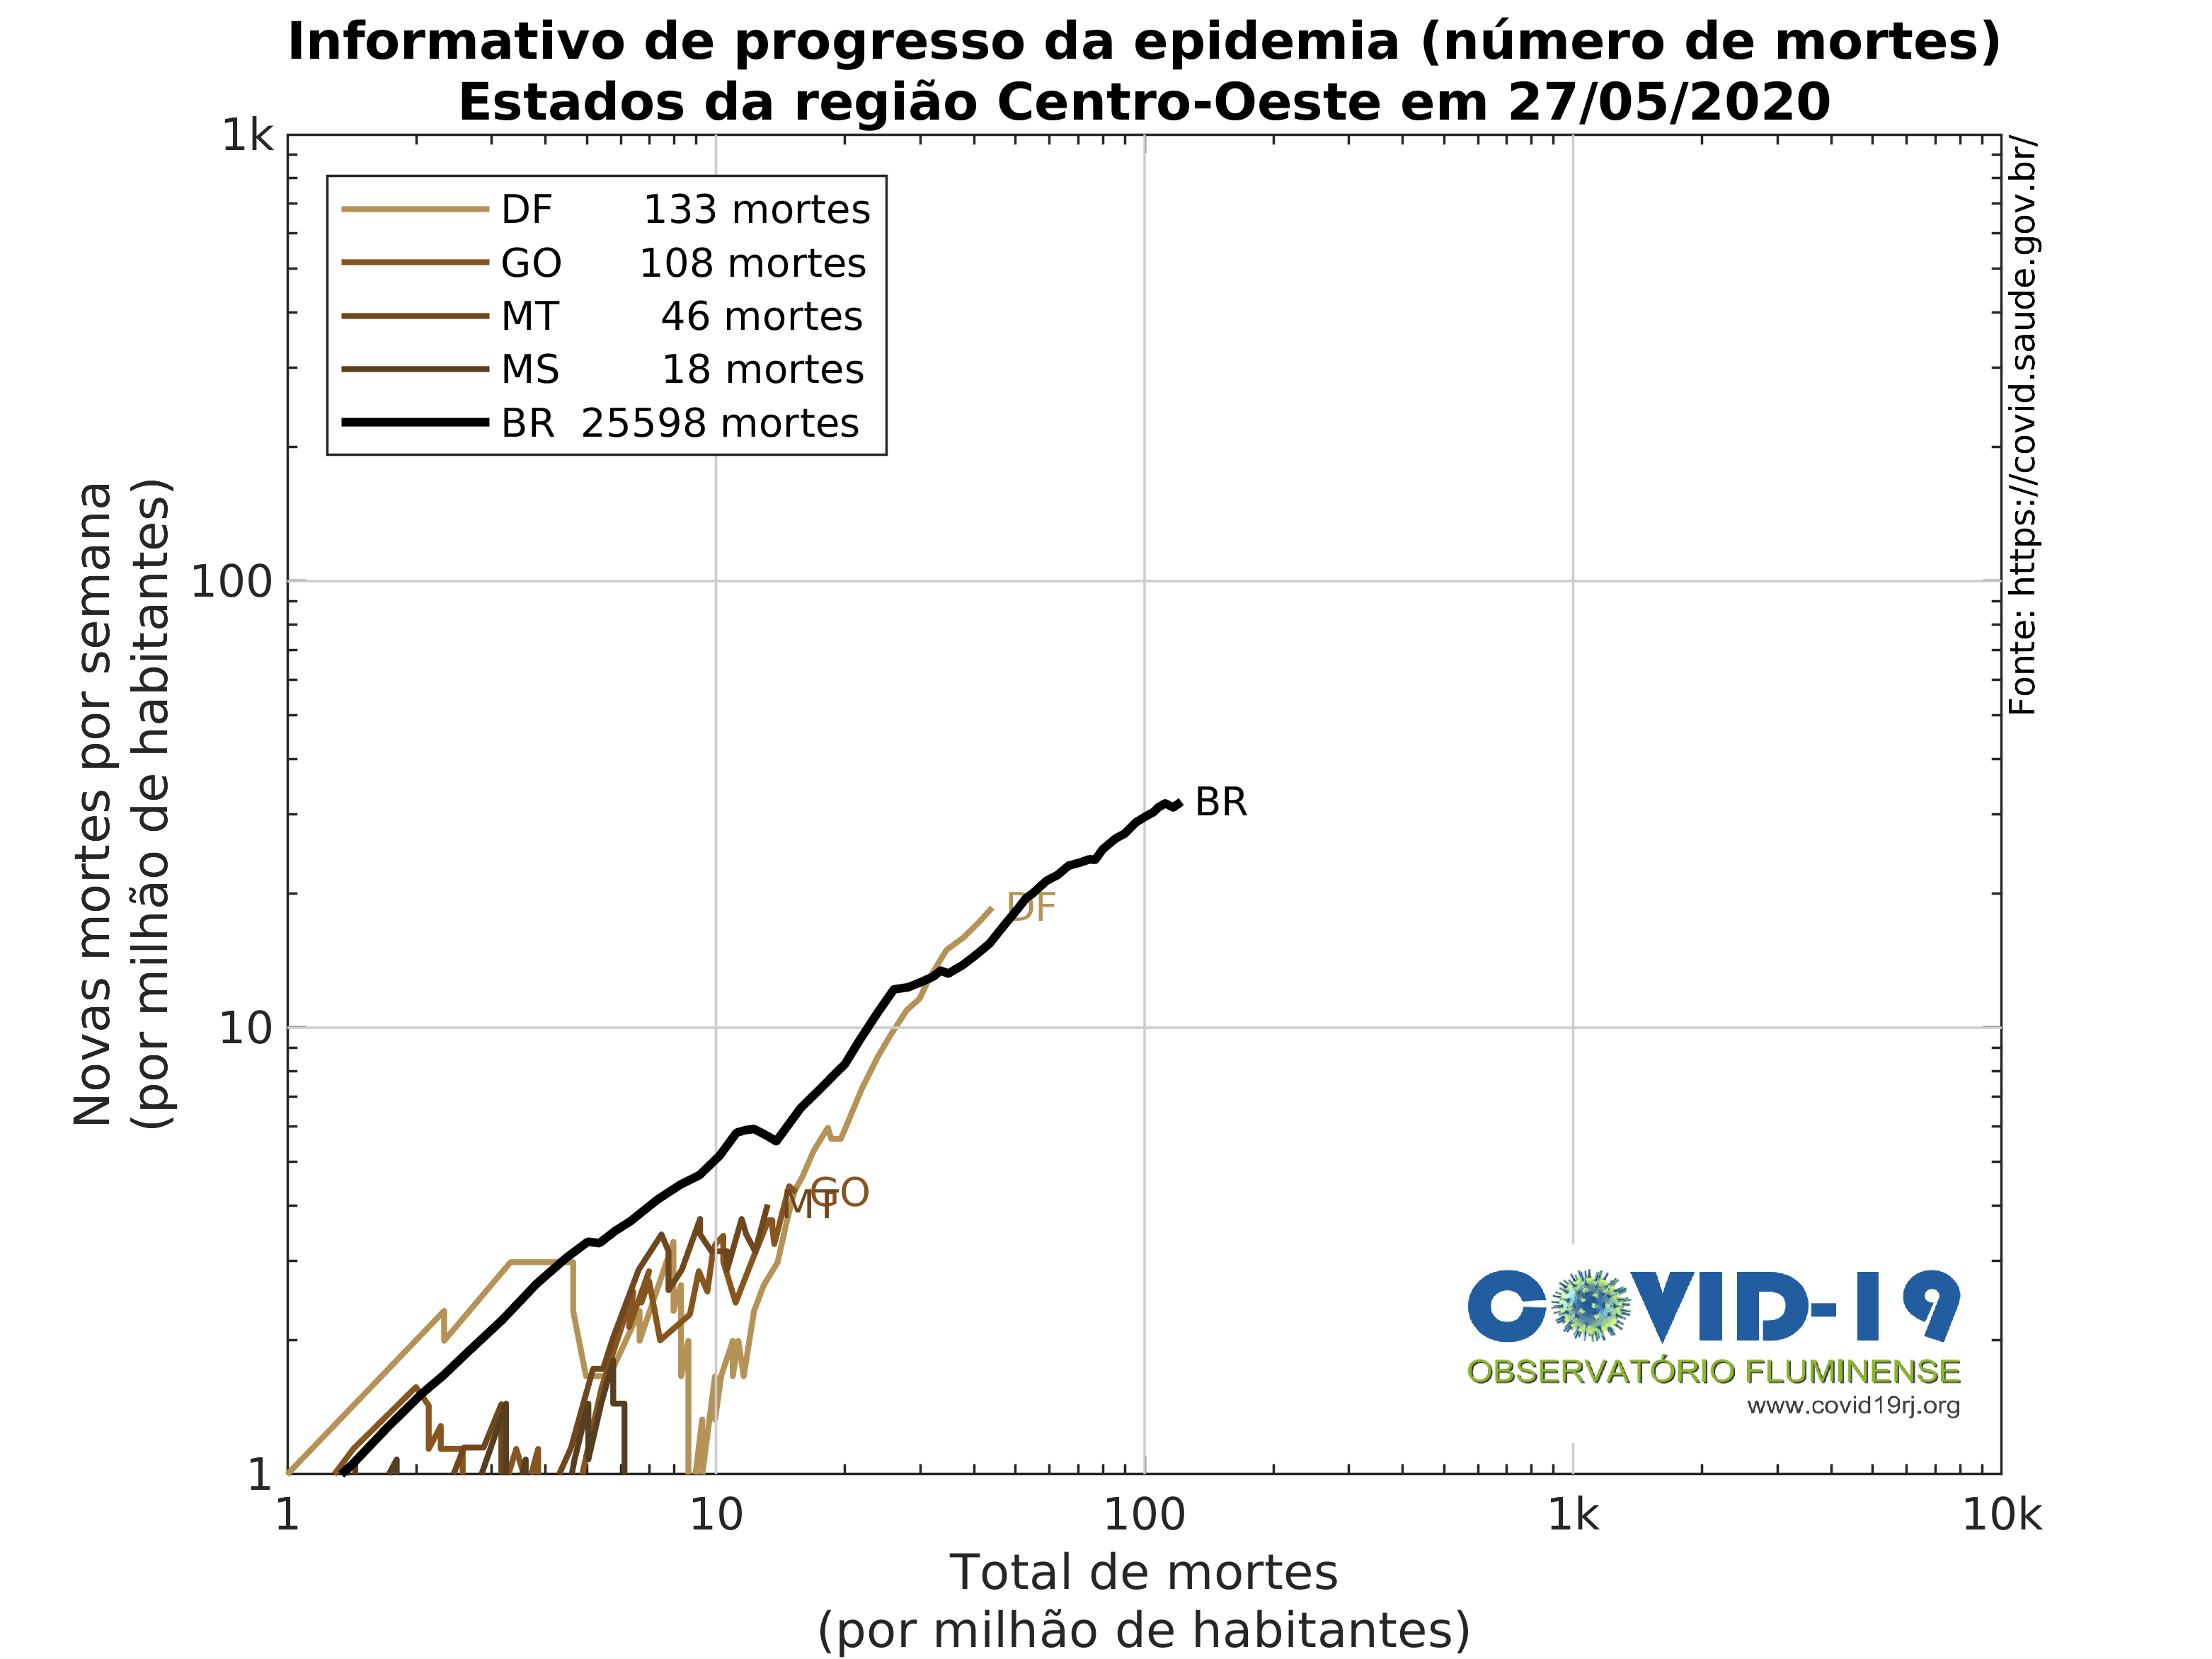 Informativo de progresso da epidemia (número de mortes)
Estados da região Centro-Oeste em 27/05/2020
1k
100
10
1
Novas mortes por semana
(por milhão de habitantes)
DF 133 mortes
GO 108 mortes
MT 46 mortes
MS 18 mortes
BR 25598 mortes
BR
DF
GO
MT
Fonte: https://covid.saude.gov.br/
COVID-19
OBSERVATÓRIO FLUMINENSE
www.covid19rj.org
1
10
100
1k
10k
Total de mortes
(por milhão de habitantes)